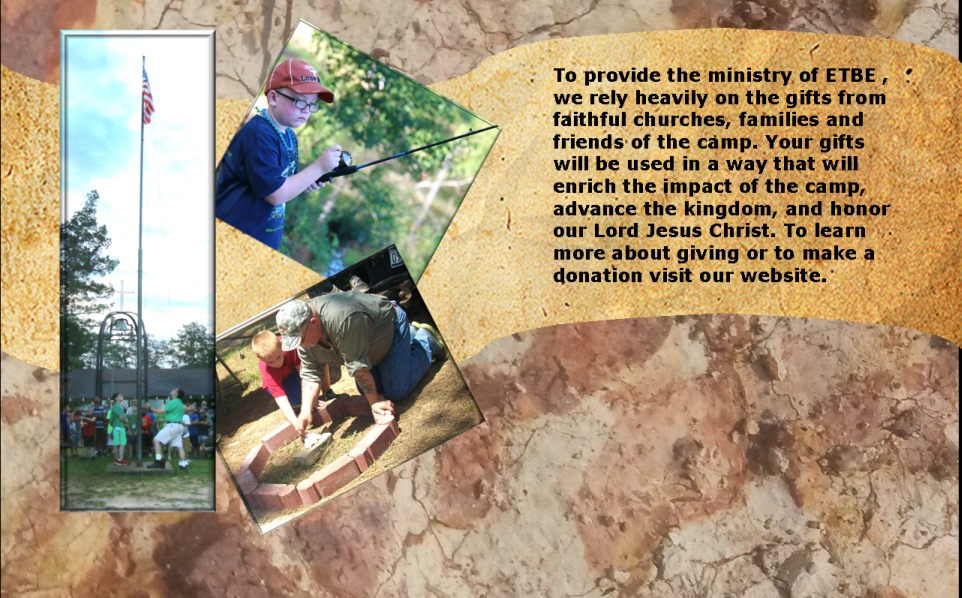 To provide the ministry of ETBE ,
we rely heavily on the gifts from
faithful churches, families and
friends of the camp. Your gifts
will be used in a way that will
enrich the impact of the camp,
advance the kingdom, and honor
our Lord Jesus Christ. To learn
more about giving or to make a
donation visit our website.